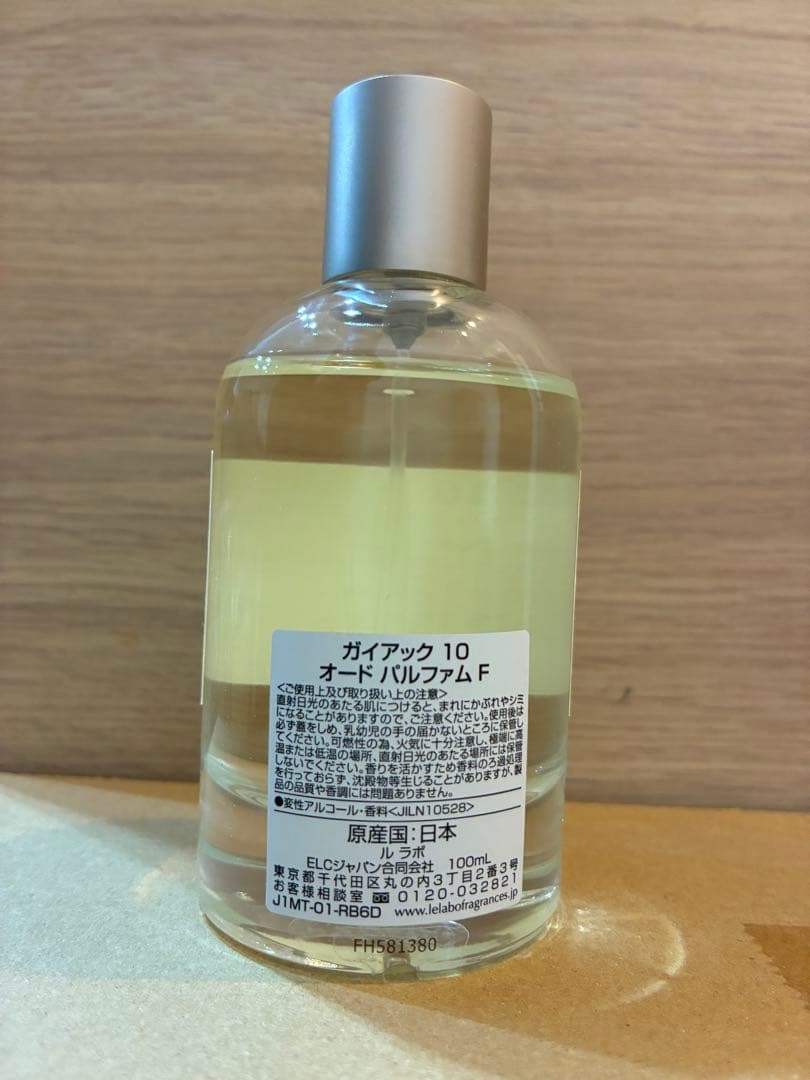 ガイアック 10
オード パルファム F
<ご使用上及び取り扱い上の注意>
直射日光のあたる肌につけると、まれにかぶれやシミ
になることがありますので、ご注意ください。使用後は
必ず蓋をしめ、乳幼児の手の届かないところに保管し
てください。可燃性の為、火気に十分注意し、極端に高
温または低温の場所、直射日光のあたる場所には保管
しないでください。香りを活かすため香料のろ過処理
を行っておらず、沈殿物等生じることがありますが、製
品の品質や香調には問題ありません。
●変性アルコール・香料<JILN10528>
原産国:日本
ル ラボ
ELCジャパン合同会社 100mL
東京都千代田区丸の内3丁目2番3号
お客様相談室 0120-032821
J1MT-01-RB6D www.lelabofragrances.jp
FH581380